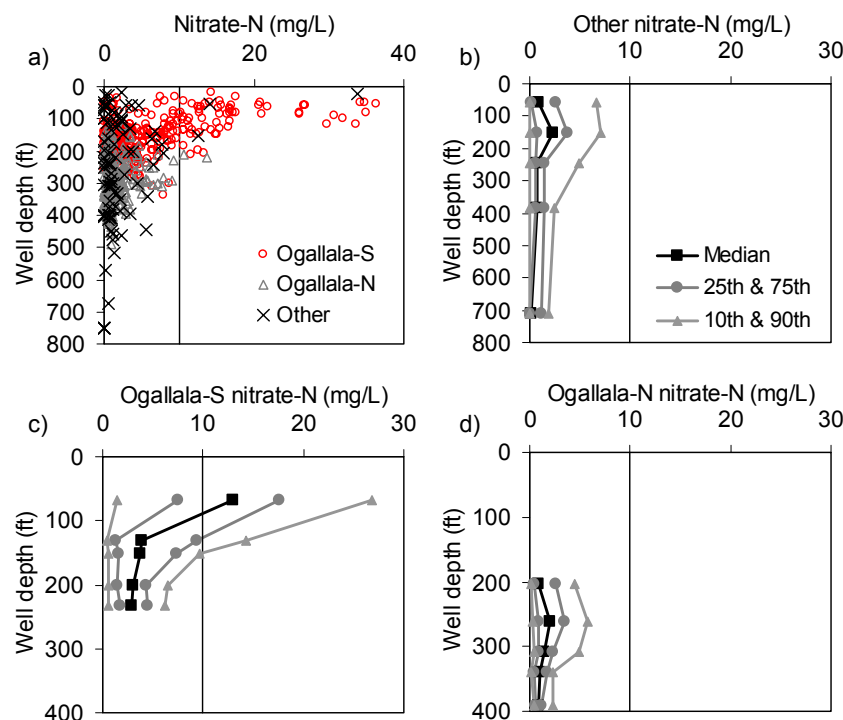 Nitrate-N (mg/L)
a)
0 20 40
0
100
200
300
400
500
600
700
800
Well depth (ft)
Ogallala-S
Ogallala-N
Other
Other nitrate-N (mg/L)
b)
0 10 20 30
0
100
200
300
400
500
600
700
800
Well depth (ft)
Median
25th & 75th
10th & 90th
Ogallala-S nitrate-N (mg/L)
c)
0 10 20 30
0
100
200
300
400
Well depth (ft)
Ogallala-N nitrate-N (mg/L)
d)
0 10 20 30
0
100
200
300
400
Well depth (ft)